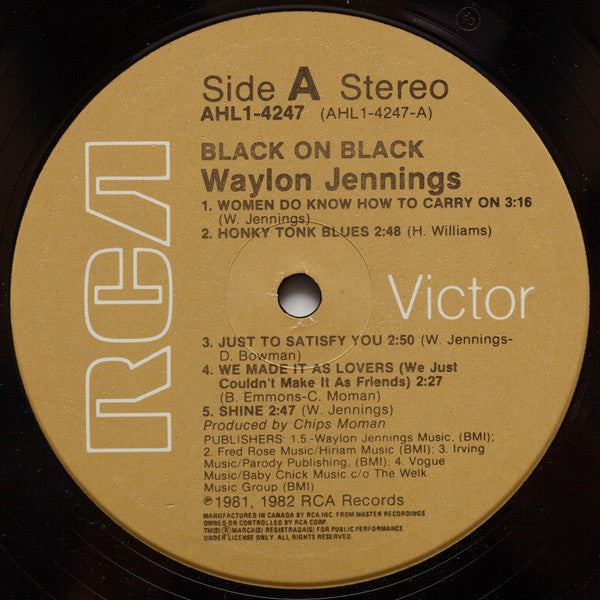 RCA
Side A Stereo
AHL1-4247 (AHL1-4247-A)
BLACK ON BLACK
Waylon Jennings
1. WOMEN DO KNOW HOW TO CARRY ON 3:16
(W. Jennings)
2. HONKY TONK BLUES 2:48 (H. Williams)
Victor
3. JUST TO SATISFY YOU 2:50 (W. Jennings-
D. Bowman)
4. WE MADE IT AS LOVERS (We Just
Couldn't Make It As Friends) 2:27
(B. Emmons-C. Moman)
5. SHINE 2:47 (W. Jennings)
Produced by Chips Moman
PUBLISHERS: 1.5.-Waylon Jennings Music. (BMI);
2. Fred Rose Music/Hiriam Music (BMI): 3. Irving
Music/Parody Publishing. (BMI): 4. Vogue
Music/Baby Chick Music c/o The Welk
Music Group (BMI)
℗1981, 1982 RCA Records
MANUFACTURED IN CANADA BY RCA INC. FROM MASTER RECORDINGS
OWNED OR CONTROLLED BY RCA CORP.
TM(S) ® MARCA(S) REGISTRADA(S) FOR PUBLIC PERFORMANCE
UNDER LICENSE ONLY. ALL RIGHTS RESERVED.